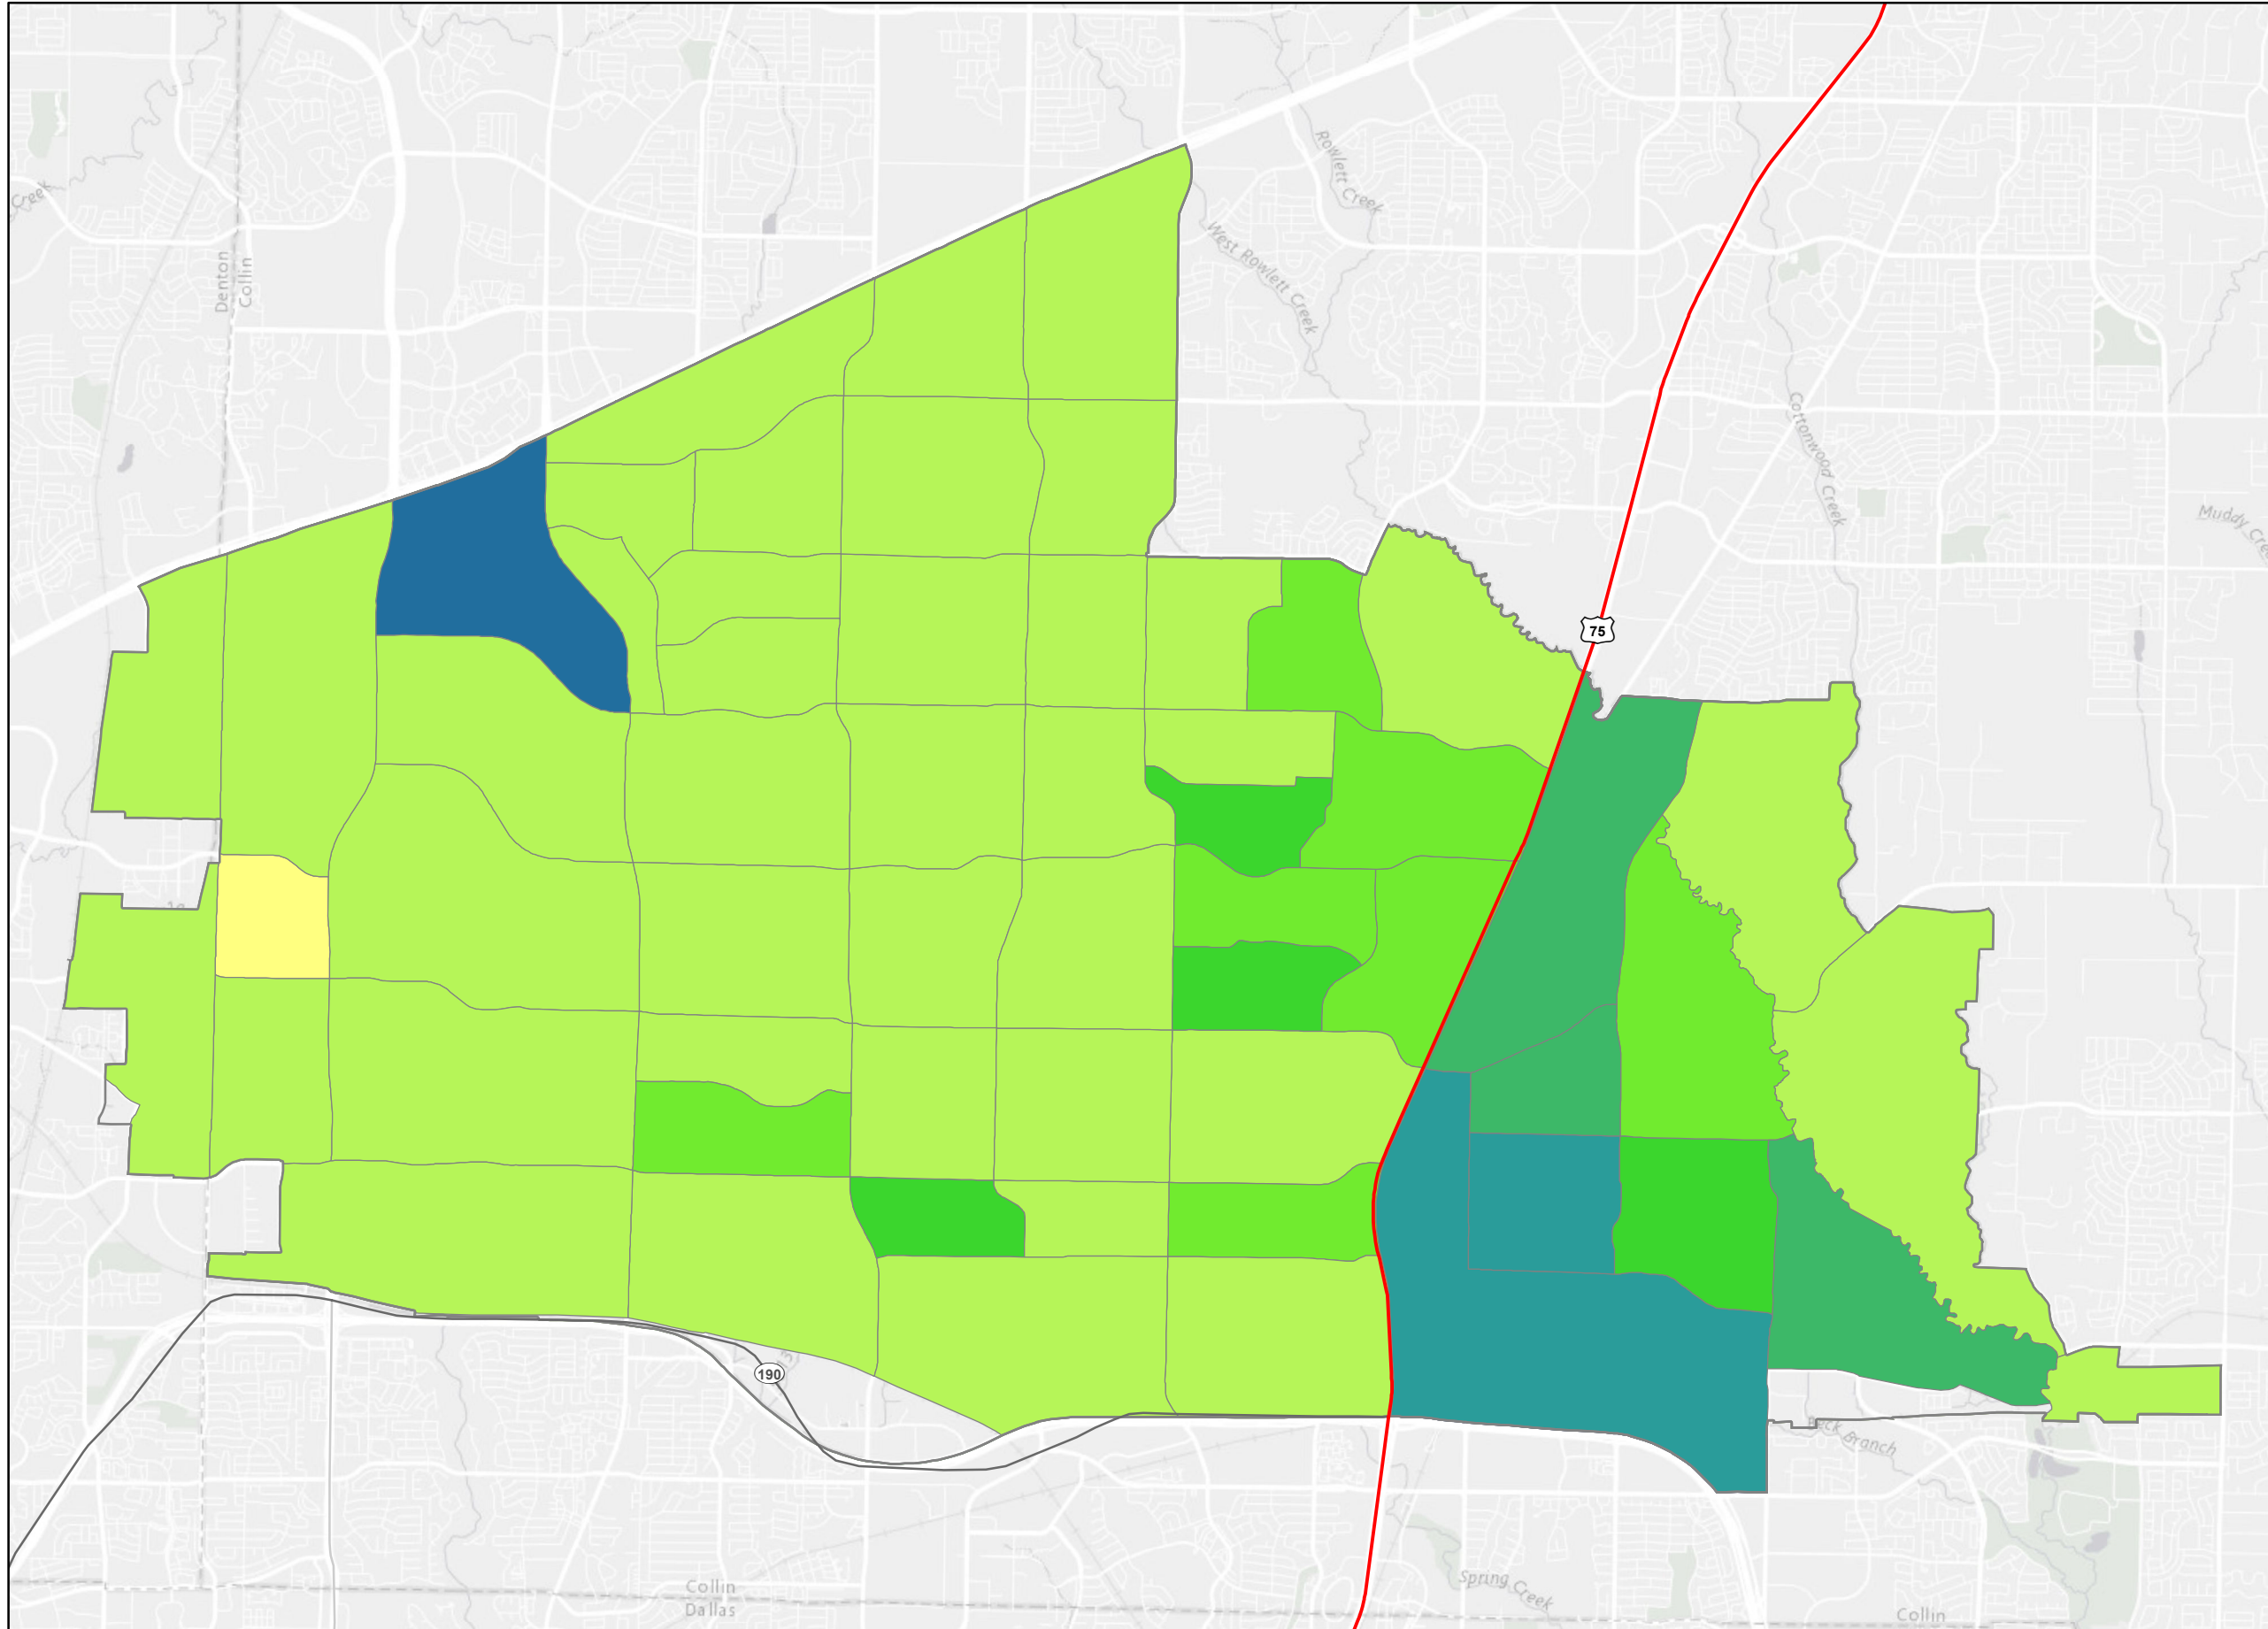 Creek
Denton
Collin
Rowlett Creek
West Rowlett Creek
Cottonwood Creek
Muddy Cree
75
190
Beck Branch
Spring Creek
Collin
Dallas
Collin